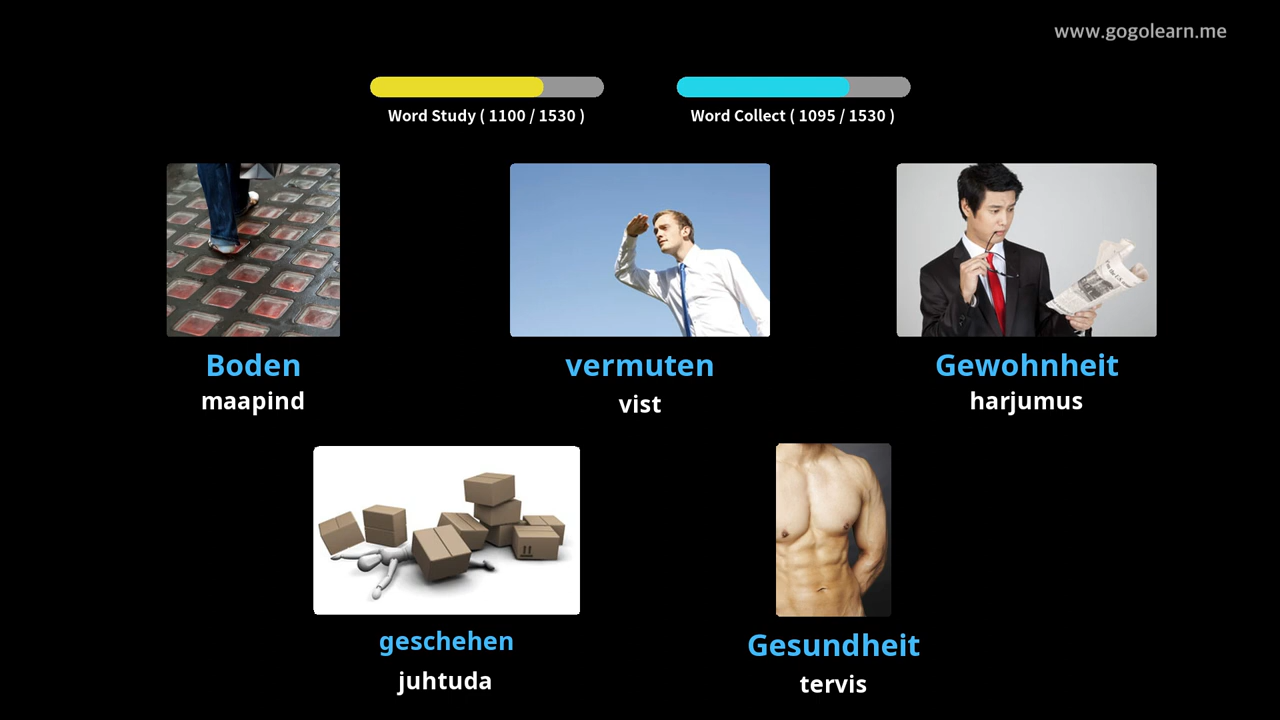 www.gogolearn.me
Word Study ( 1100 / 1530 )
Word Collect ( 1095 / 1530 )
Boden
maapind
vermuten
vist
Gewohnheit
harjumus
geschehen
juhtuda
Gesundheit
tervis